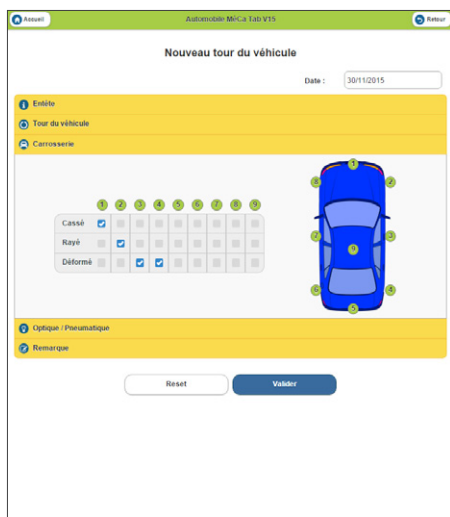 Accueil
Automobile MéCa Tab V15
Retour
Nouveau tour du véhicule
Date :
30/11/2015
Entête
Tour du véhicule
Carrosserie
1 2 3 4 5 6 7 8 9
Cassé
Rayé
Déformé
1
8 2
7 9 3
6 4
5
Optique / Pneumatique
Remarque
Reset
Valider